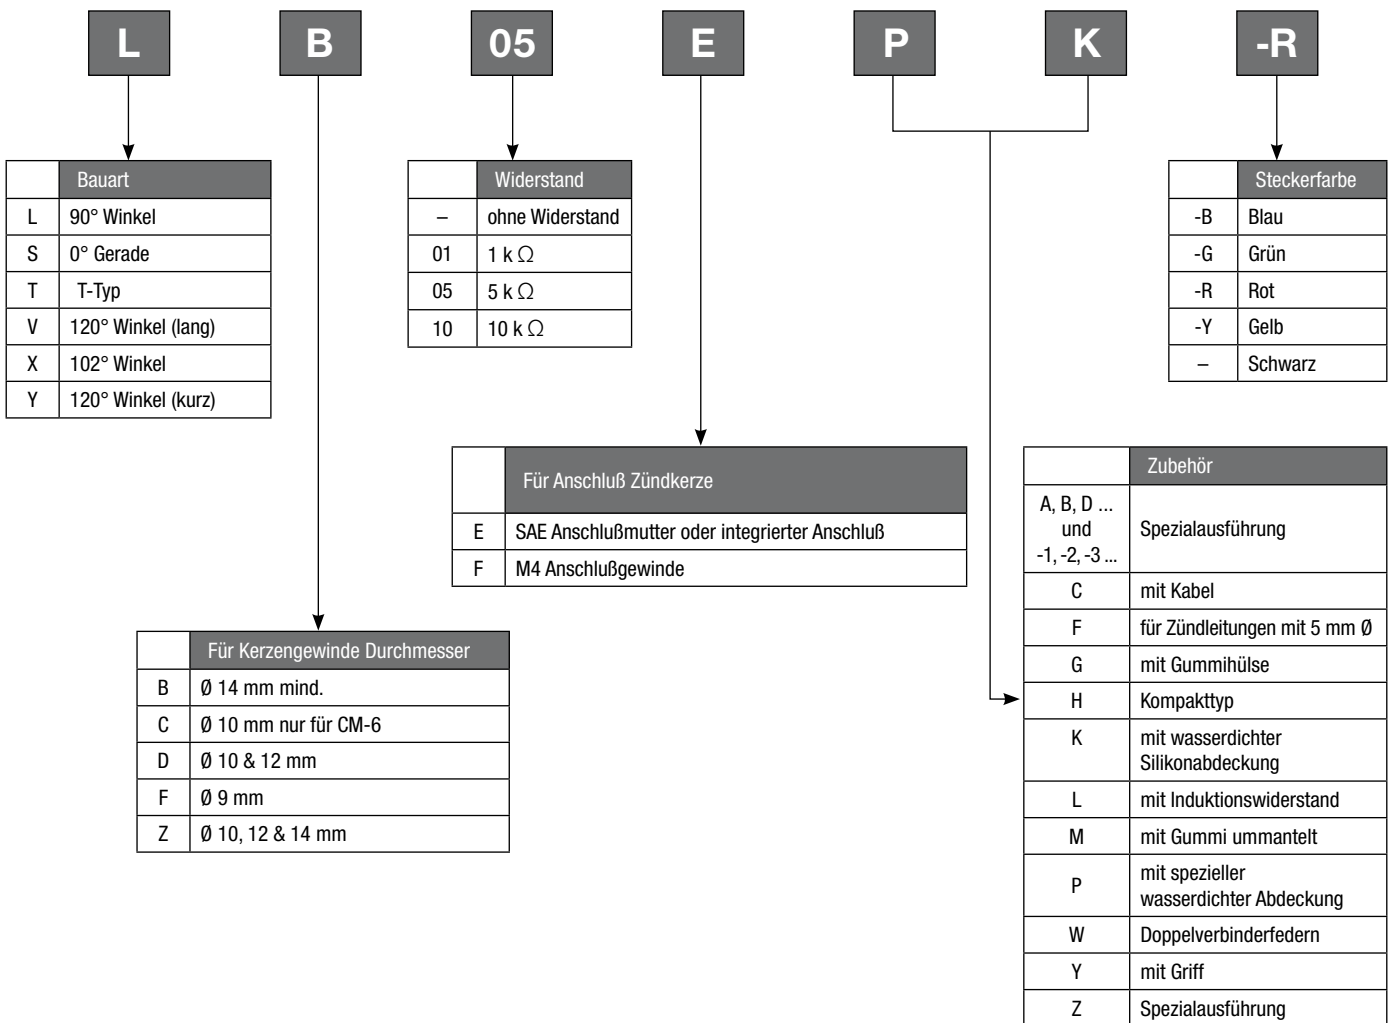 L B 05 E P K -R
Bauart
L 90° Winkel
S 0° Gerade
T T-Typ
V 120° Winkel (lang)
X 102° Winkel
Y 120° Winkel (kurz)
Widerstand
– ohne Widerstand
01 1 k Ω
05 5 k Ω
10 10 k Ω
Steckerfarbe
-B Blau
-G Grün
-R Rot
-Y Gelb
– Schwarz
Für Anschluß Zündkerze
E SAE Anschlußmutter oder integrierter Anschluß
F M4 Anschlußgewinde
Für Kerzengewinde Durchmesser
B Ø 14 mm mind.
C Ø 10 mm nur für CM-6
D Ø 10 & 12 mm
F Ø 9 mm
Z Ø 10, 12 & 14 mm
Zubehör
A, B, D ...
und
-1, -2, -3 ...
Spezialausführung
C mit Kabel
F für Zündleitungen mit 5 mm Ø
G mit Gummihülse
H Kompakttyp
K mit wasserdichter
Silikonabdeckung
L mit Induktionswiderstand
M mit Gummi ummantelt
P mit spezieller
wasserdichter Abdeckung
W Doppelverbinderfedern
Y mit Griff
Z Spezialausführung